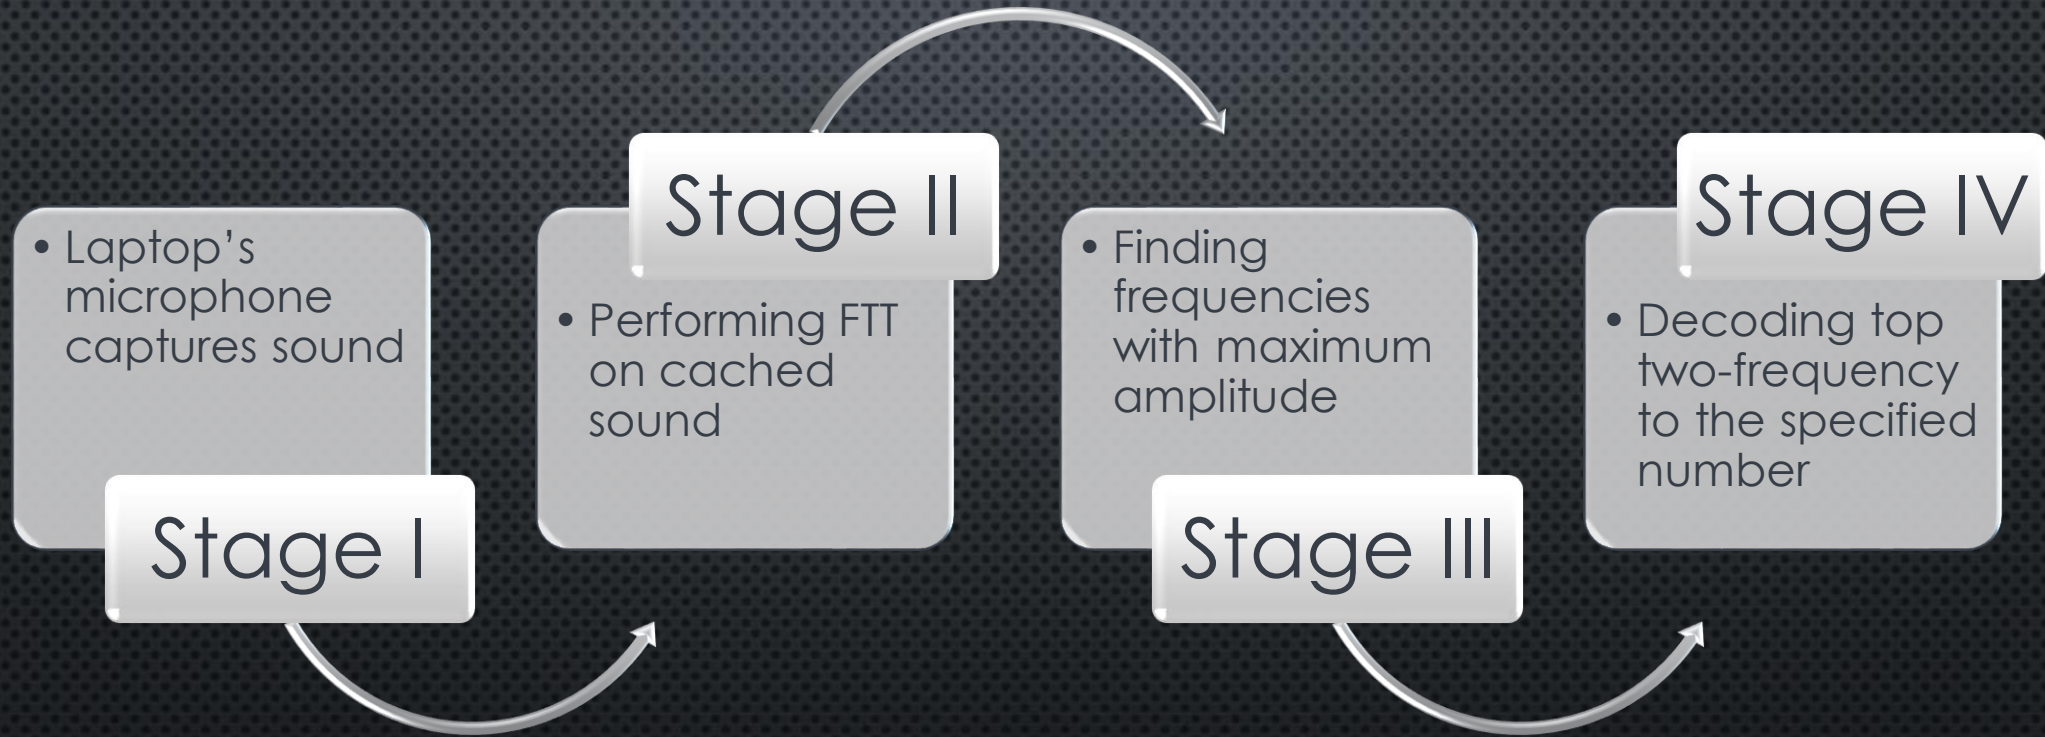 • Laptop’s
microphone
captures sound
Stage I
Stage II
• Performing FTT
on cached
sound
• Finding
frequencies
with maximum
amplitude
Stage III
Stage IV
• Decoding top
two-frequency
to the specified
number